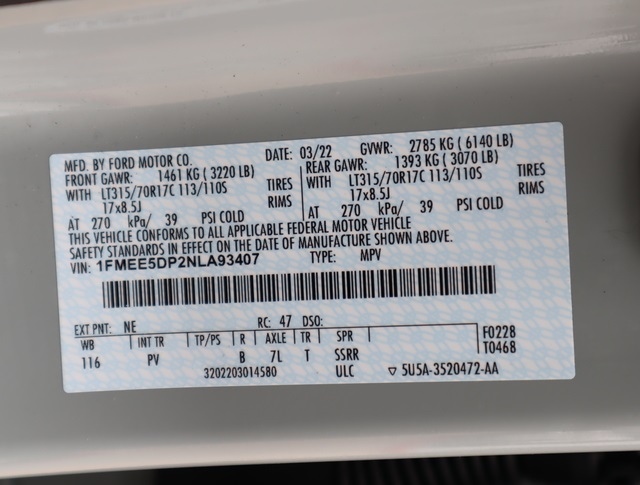 MFD. BY FORD MOTOR CO. DATE: 03/22 GVWR: 2785 KG ( 6140 LB)
FRONT GAWR: 1461 KG ( 3220 LB) REAR GAWR: 1393 KG ( 3070 LB)
WITH LT315/70R17C 113/110S TIRES WITH LT315/70R17C 113/110S TIRES
17x8.5J RIMS 17x8.5J RIMS
AT 270 kPa/ 39 PSI COLD AT 270 kPa/ 39 PSI COLD
THIS VEHICLE CONFORMS TO ALL APPLICABLE FEDERAL MOTOR VEHICLE
SAFETY STANDARDS IN EFFECT ON THE DATE OF MANUFACTURE SHOWN ABOVE.
VIN: 1FMEE5DP2NLA93407 TYPE: MPV
EXT PNT: NE RC: 47 DSO:
WB INT TR TP/PS R AXLE TR SPR F0228
116 PV B 7L T SSRR T0468
3202203014580 ULC ▽ 5U5A-3520472-AA